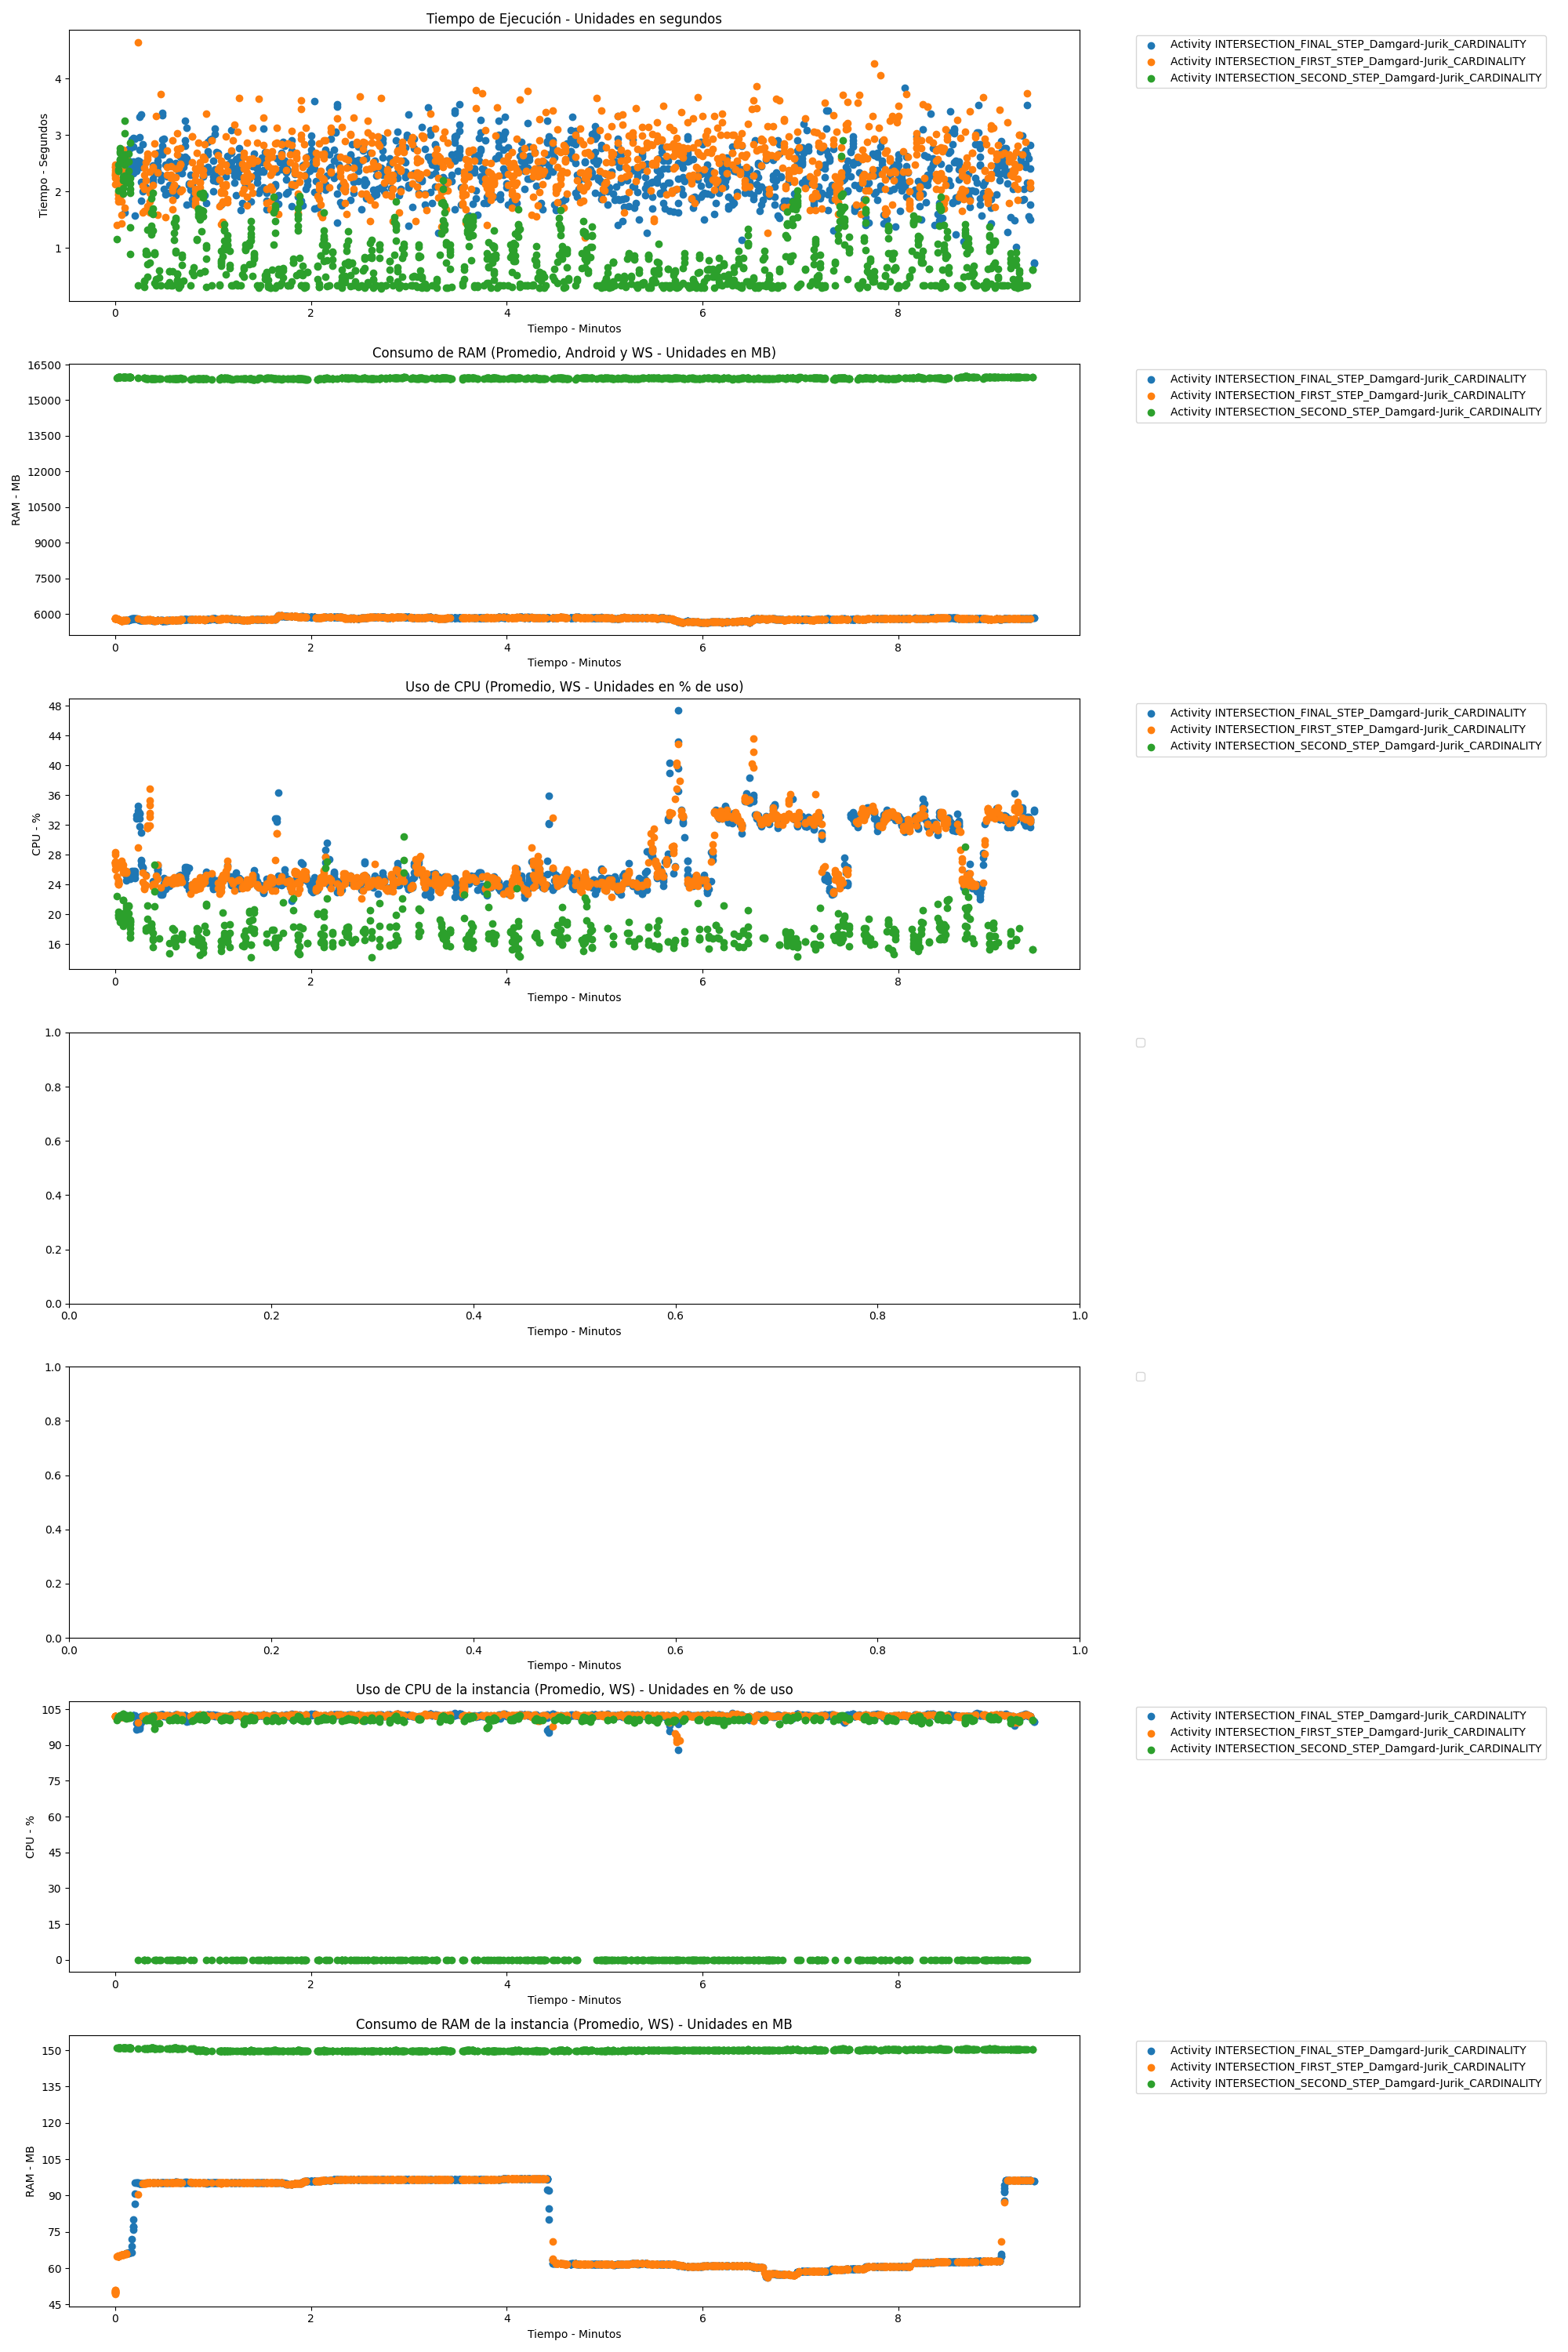 Tiempo de Ejecución - Unidades en segundos
Tiempo - Segundos
4
3
2
1
0 2 4 6 8
Tiempo - Minutos
Activity INTERSECTION_FINAL_STEP_Damgard-Jurik_CARDINALITY
Activity INTERSECTION_FIRST_STEP_Damgard-Jurik_CARDINALITY
Activity INTERSECTION_SECOND_STEP_Damgard-Jurik_CARDINALITY
Consumo de RAM (Promedio, Android y WS - Unidades en MB)
RAM - MB
16500
15000
13500
12000
10500
9000
7500
6000
0 2 4 6 8
Tiempo - Minutos
Activity INTERSECTION_FINAL_STEP_Damgard-Jurik_CARDINALITY
Activity INTERSECTION_FIRST_STEP_Damgard-Jurik_CARDINALITY
Activity INTERSECTION_SECOND_STEP_Damgard-Jurik_CARDINALITY
Uso de CPU (Promedio, WS - Unidades en % de uso)
CPU - %
48
44
40
36
32
28
24
20
16
0 2 4 6 8
Tiempo - Minutos
Activity INTERSECTION_FINAL_STEP_Damgard-Jurik_CARDINALITY
Activity INTERSECTION_FIRST_STEP_Damgard-Jurik_CARDINALITY
Activity INTERSECTION_SECOND_STEP_Damgard-Jurik_CARDINALITY
1.0
0.8
0.6
0.4
0.2
0.0
0.0 0.2 0.4 0.6 0.8 1.0
Tiempo - Minutos
1.0
0.8
0.6
0.4
0.2
0.0
0.0 0.2 0.4 0.6 0.8 1.0
Tiempo - Minutos
Uso de CPU de la instancia (Promedio, WS) - Unidades en % de uso
CPU - %
105
90
75
60
45
30
15
0
0 2 4 6 8
Tiempo - Minutos
Activity INTERSECTION_FINAL_STEP_Damgard-Jurik_CARDINALITY
Activity INTERSECTION_FIRST_STEP_Damgard-Jurik_CARDINALITY
Activity INTERSECTION_SECOND_STEP_Damgard-Jurik_CARDINALITY
Consumo de RAM de la instancia (Promedio, WS) - Unidades en MB
RAM - MB
150
135
120
105
90
75
60
45
0 2 4 6 8
Tiempo - Minutos
Activity INTERSECTION_FINAL_STEP_Damgard-Jurik_CARDINALITY
Activity INTERSECTION_FIRST_STEP_Damgard-Jurik_CARDINALITY
Activity INTERSECTION_SECOND_STEP_Damgard-Jurik_CARDINALITY